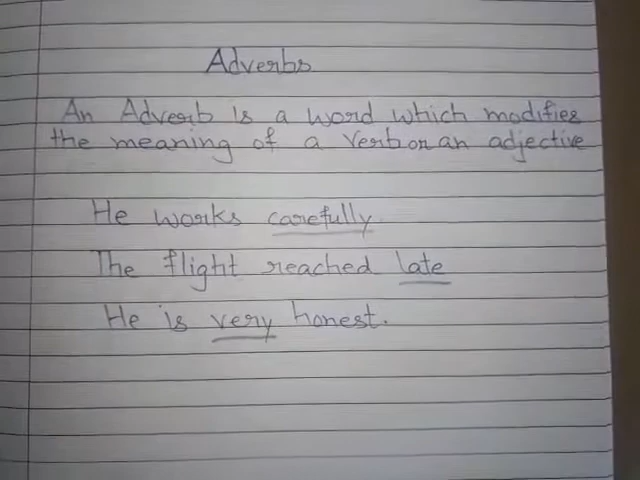 Adverbs
An Adverb is a word which modifies
the meaning of a Verb or an adjective
He works carefully
The flight reached late
He is very honest.